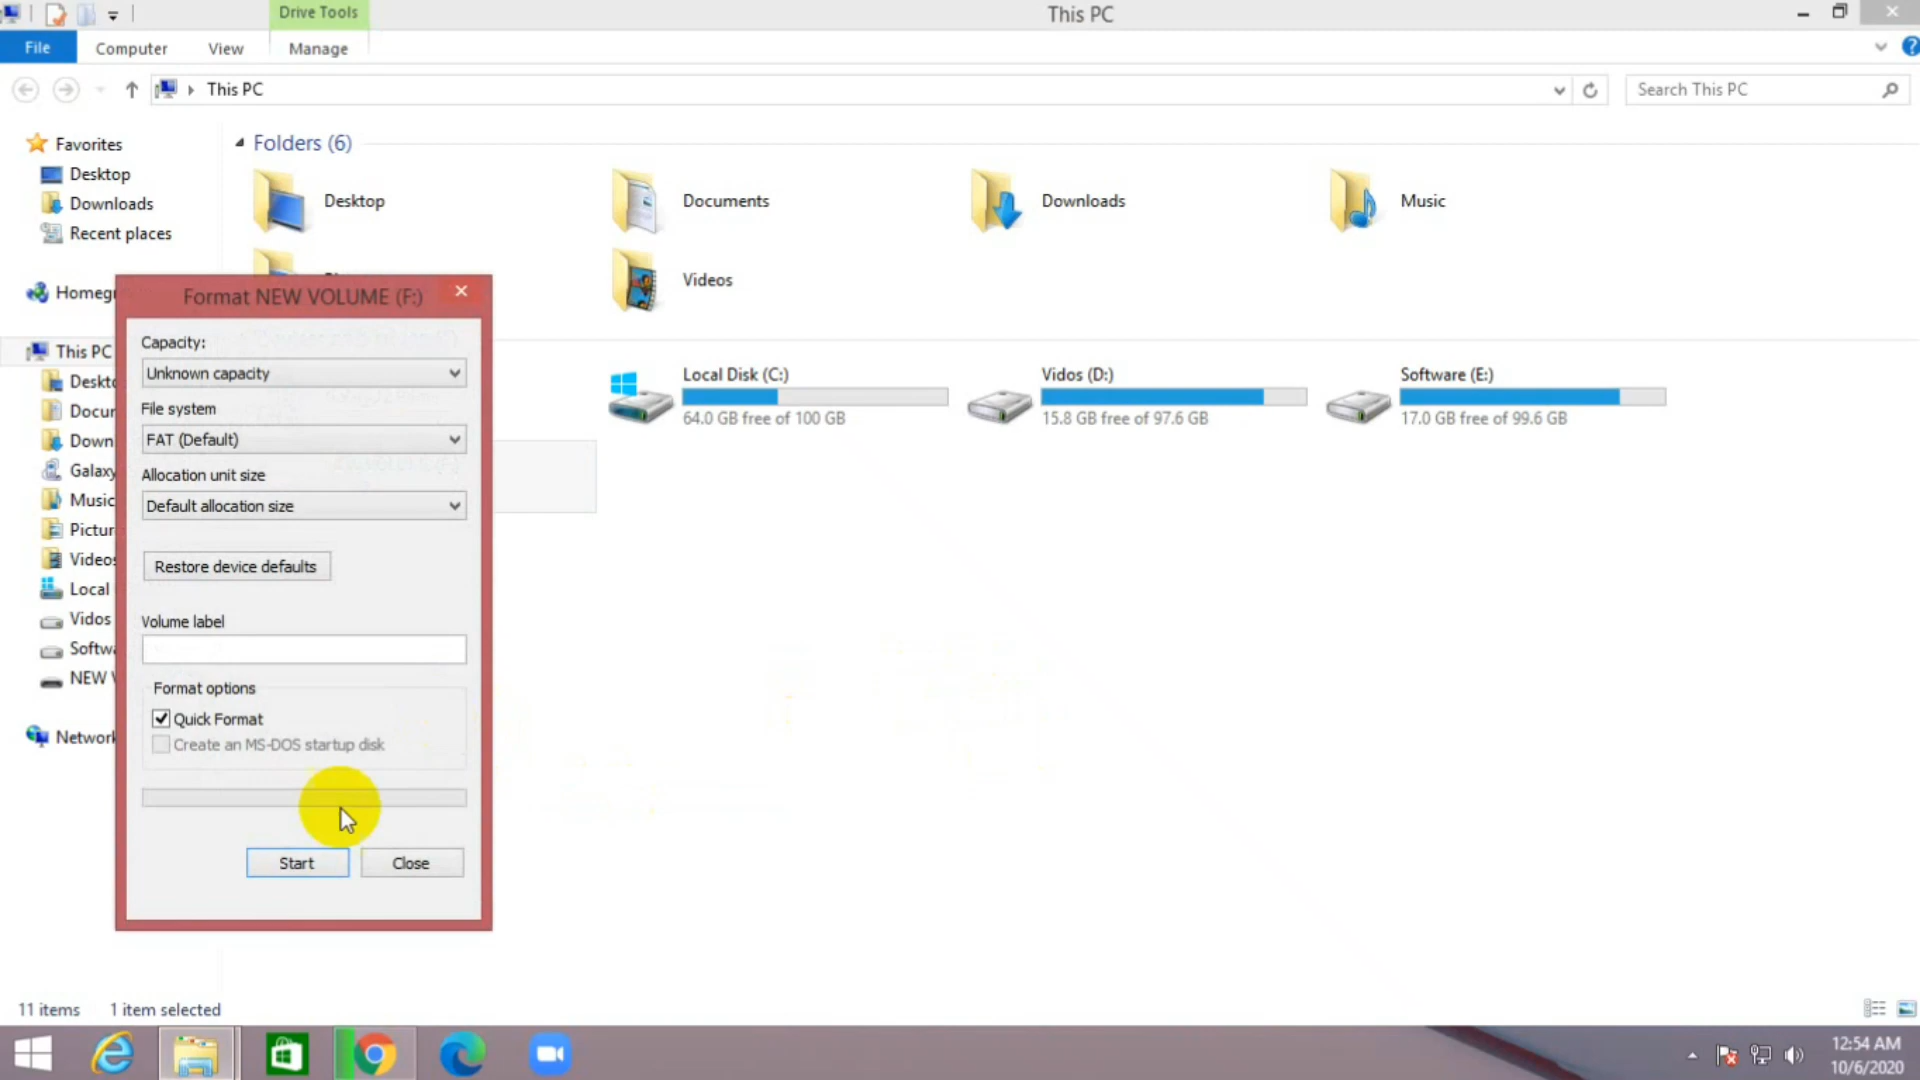 Drive Tools
This PC
File
Computer
View
Manage
This PC
Search This PC
Favorites
Desktop
Downloads
Recent places
Homeg
This PC
Deskto
Docur
Down
Galaxy
Music
Pictur
Videos
Local
Vidos
Softwa
NEW
Network
Folders (6)
Desktop
Documents
Downloads
Music
Videos
Local Disk (C:)
64.0 GB free of 100 GB
Vidos (D:)
15.8 GB free of 97.6 GB
Software (E:)
17.0 GB free of 99.6 GB
Format NEW VOLUME (F:)
Capacity:
Unknown capacity
File system
FAT (Default)
Allocation unit size
Default allocation size
Restore device defaults
Volume label
Format options
Quick Format
Create an MS-DOS startup disk
Start
Close
11 items
1 item selected
12:54 AM
10/6/2020